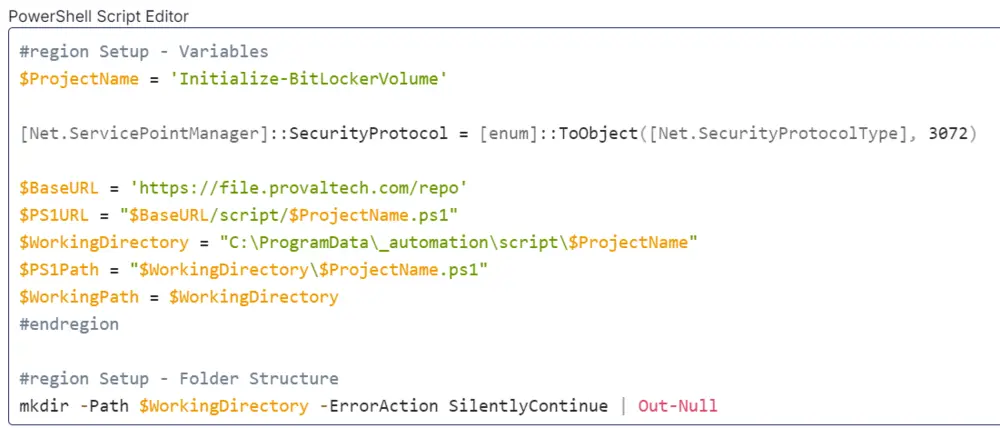 PowerShell Script Editor
#region Setup - Variables
$ProjectName = 'Initialize-BitLockerVolume'
[Net.ServicePointManager]::SecurityProtocol = [enum]::ToObject([Net.SecurityProtocolType], 3072)
$BaseURL = 'https://file.provaltech.com/repo'
$PS1URL = "$BaseURL/script/$ProjectName.ps1"
$WorkingDirectory = "C:\ProgramData\_automation\script\$ProjectName"
$PS1Path = "$WorkingDirectory\$ProjectName.ps1"
$WorkingPath = $WorkingDirectory
#endregion
#region Setup - Folder Structure
mkdir -Path $WorkingDirectory -ErrorAction SilentlyContinue | Out-Null